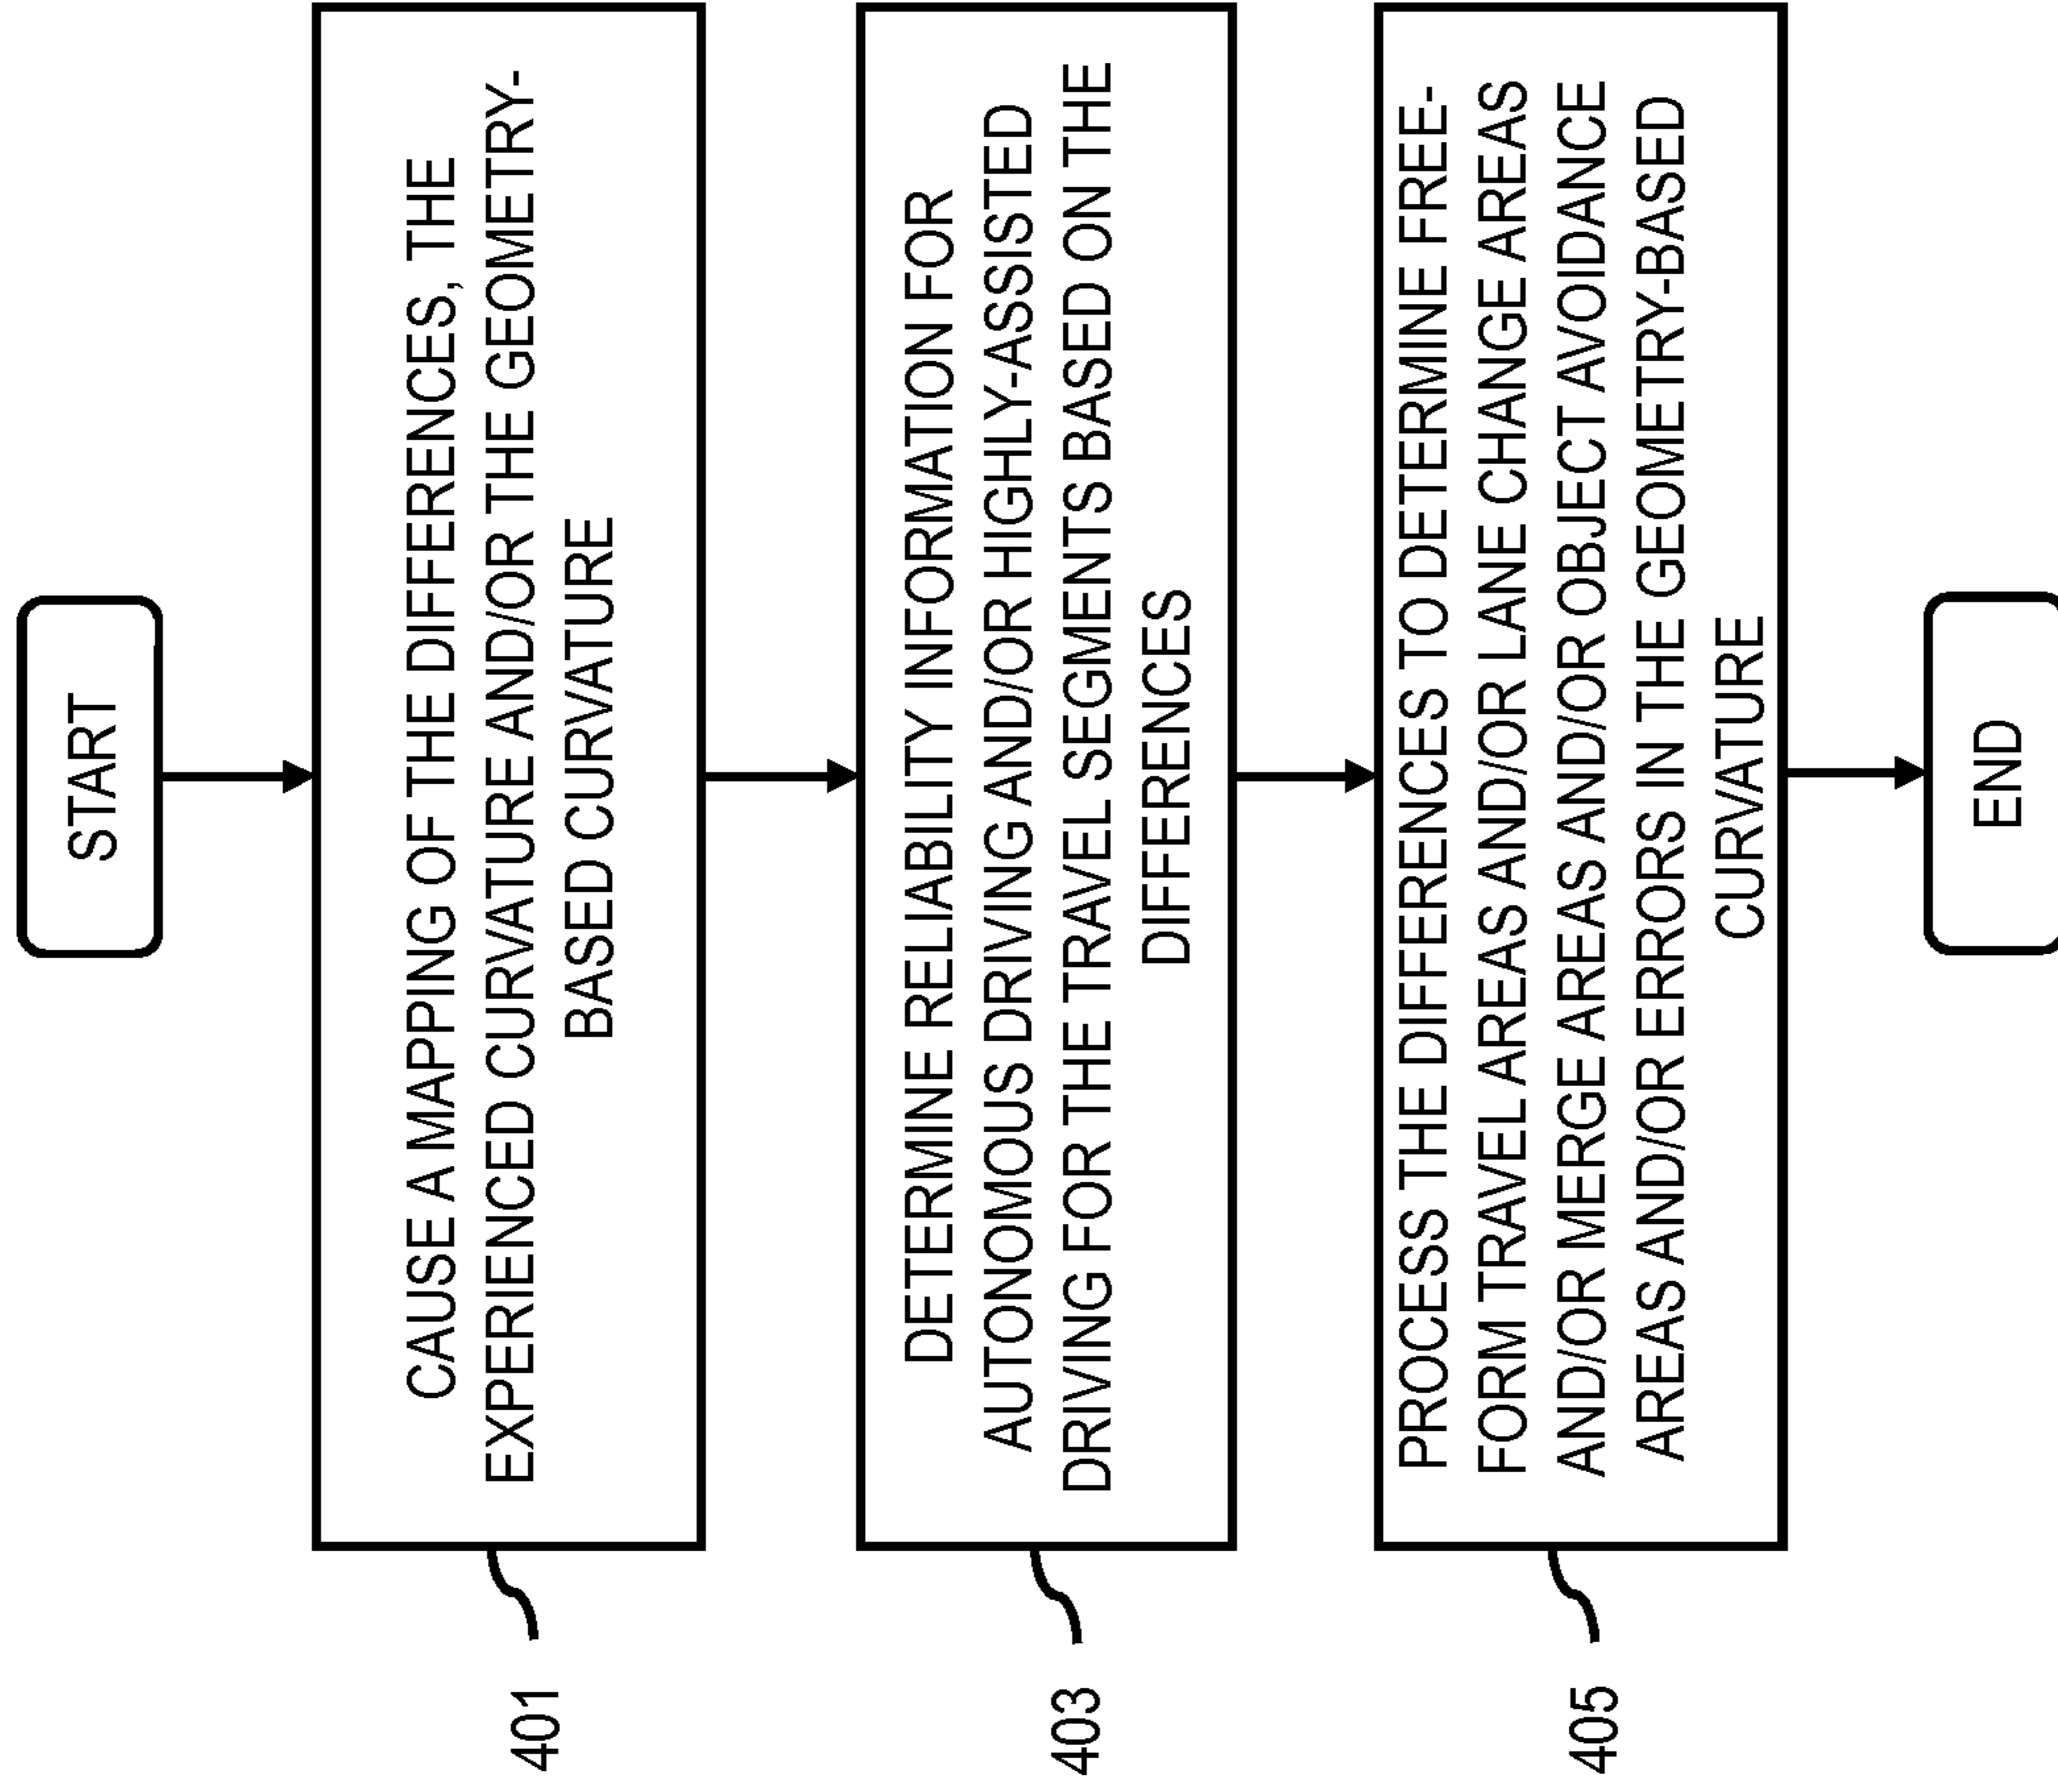 START
CAUSE A MAPPING OF THE DIFFERENCES, THE
EXPERIENCED CURVATURE AND/OR THE GEOMETRY-
BASED CURVATURE
401
DETERMINE RELIABILITY INFORMATION FOR
AUTONOMOUS DRIVING AND/OR HIGHLY-ASSISTED
DRIVING FOR THE TRAVEL SEGMENTS BASED ON THE
DIFFERENCES
403
PROCESS THE DIFFERENCES TO DETERMINE FREE-
FORM TRAVEL AREAS AND/OR LANE CHANGE AREAS
AND/OR MERGE AREAS AND/OR OBJECT AVOIDANCE
AREAS AND/OR ERRORS IN THE GEOMETRY-BASED
CURVATURE
405
END